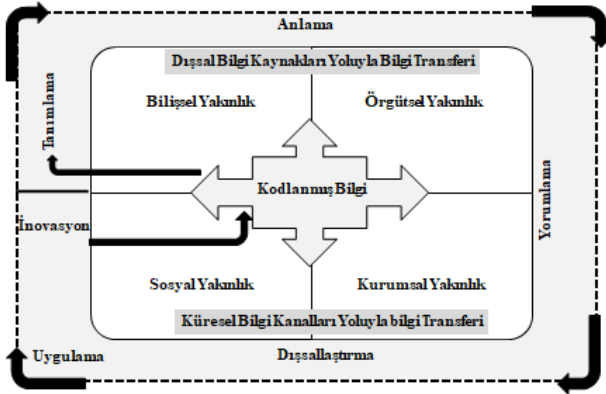 Anlama
Dışsal Bilgi Kaynakları Yoluyla Bilgi Transferi
Bilişsel Yakınlık
Örgütsel Yakınlık
Tanımlama
Kodlanmış Bilgi
Yorumlama
İnovasyon
Sosyal Yakınlık
Kurumsal Yakınlık
Küresel Bilgi Kanalları Yoluyla bilgi Transferi
Uygulama
Dışsallaştırma